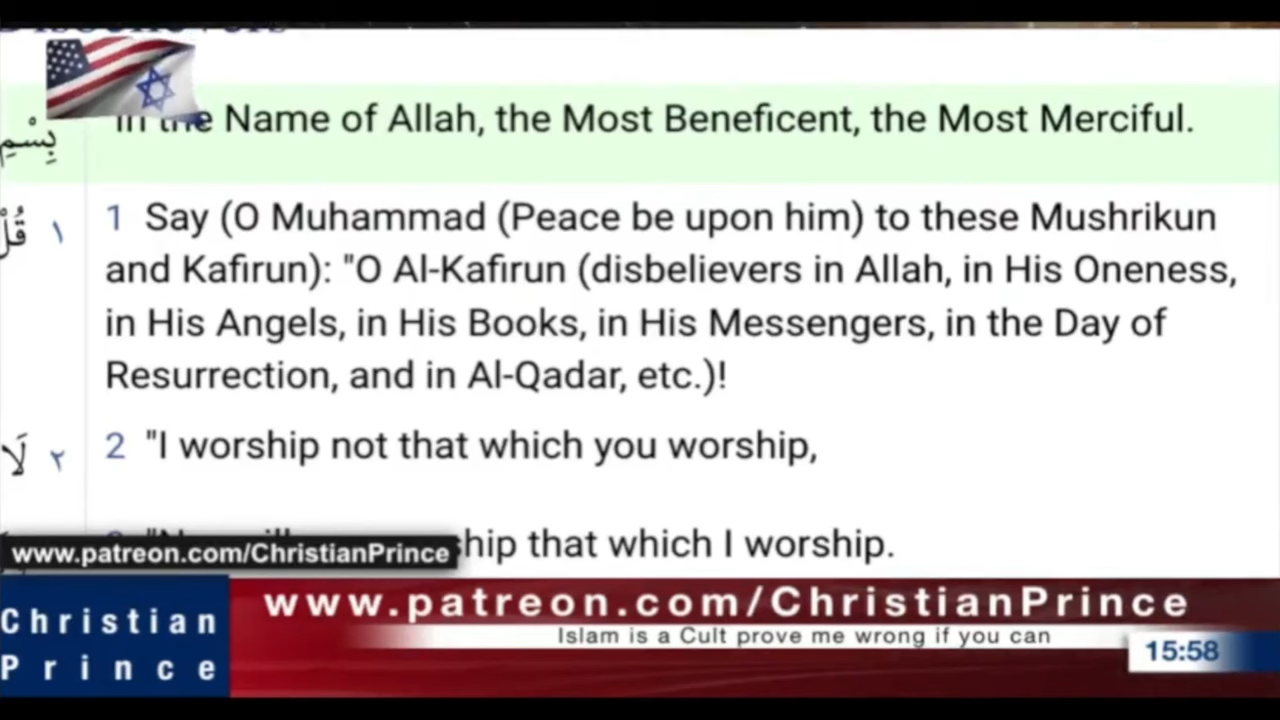 In the Name of Allah, the Most Beneficent, the Most Merciful.
بِسْمِ
1 Say (O Muhammad (Peace be upon him) to these Mushrikun
قُلْ ١
and Kafirun): "O Al-Kafirun (disbelievers in Allah, in His Oneness,
in His Angels, in His Books, in His Messengers, in the Day of
Resurrection, and in Al-Qadar, etc.)!
2 "I worship not that which you worship,
لَا ٢
that which I worship.
www.patreon.com/ChristianPrince
Christian
Prince
www.patreon.com/ChristianPrince
Islam is a Cult prove me wrong if you can
15:58